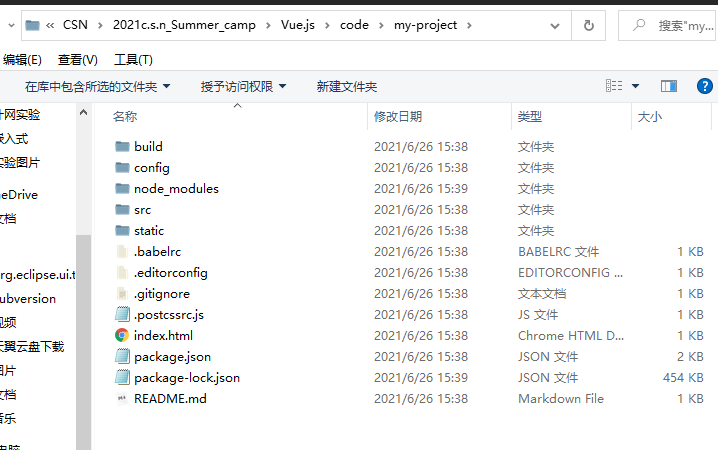 « CSN › 2021c.s.n_Summer_camp › Vue.js › code › my-project › 搜索"my...
编辑(E) 查看(V) 工具(T)
在库中包含所选的文件夹 授予访问权限 新建文件夹
名称 修改日期 类型 大小
build 2021/6/26 15:38 文件夹
config 2021/6/26 15:38 文件夹
node_modules 2021/6/26 15:39 文件夹
src 2021/6/26 15:38 文件夹
static 2021/6/26 15:38 文件夹
.babelrc 2021/6/26 15:38 BABELRC 文件 1 KB
.editorconfig 2021/6/26 15:38 EDITORCONFIG ... 1 KB
.gitignore 2021/6/26 15:38 文本文档 1 KB
.postcssrc.js 2021/6/26 15:38 JS 文件 1 KB
index.html 2021/6/26 15:38 Chrome HTML D... 1 KB
package.json 2021/6/26 15:38 JSON 文件 2 KB
package-lock.json 2021/6/26 15:39 JSON 文件 454 KB
README.md 2021/6/26 15:38 Markdown File 1 KB
网实验
入式
验图片
eDrive
文档
rg.eclipse.ui.t
ubversion
视频
天翼云盘下载
图片
文档
音乐
电脑